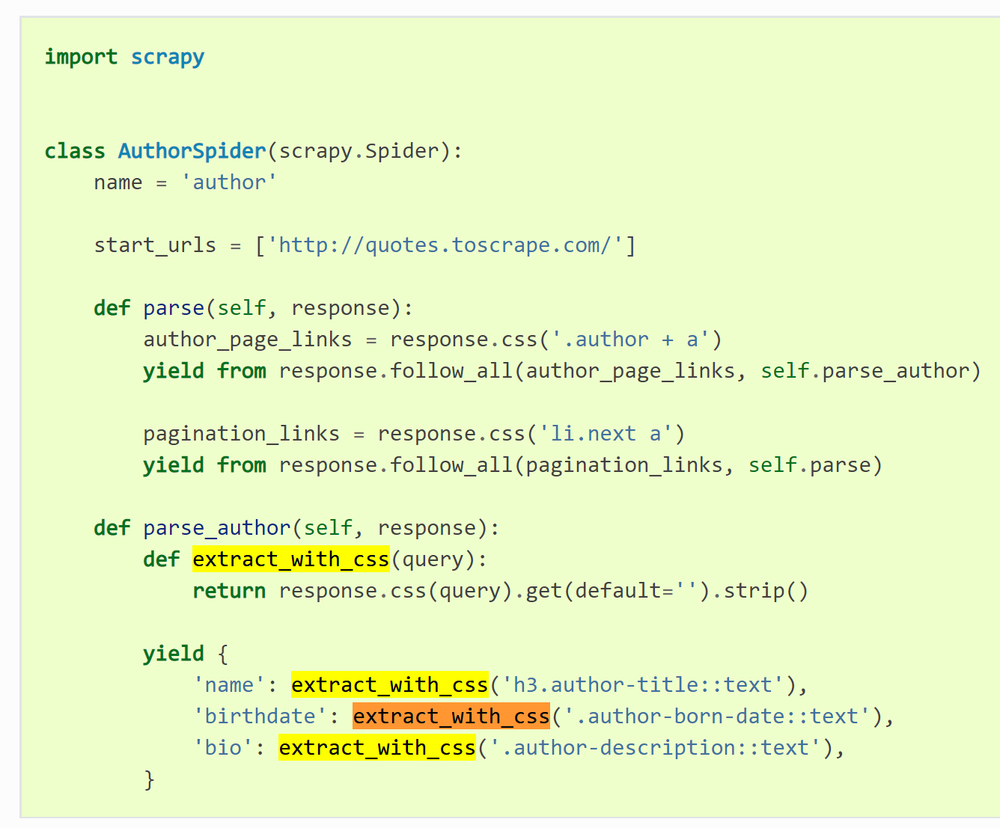 import scrapy
class AuthorSpider(scrapy.Spider):
    name = 'author'
    start_urls = ['http://quotes.toscrape.com/']
    def parse(self, response):
        author_page_links = response.css('.author + a')
        yield from response.follow_all(author_page_links, self.parse_author)
        pagination_links = response.css('li.next a')
        yield from response.follow_all(pagination_links, self.parse)
    def parse_author(self, response):
        def extract_with_css(query):
            return response.css(query).get(default='').strip()
        yield {
            'name': extract_with_css('h3.author-title::text'),
            'birthdate': extract_with_css('.author-born-date::text'),
            'bio': extract_with_css('.author-description::text'),
        }